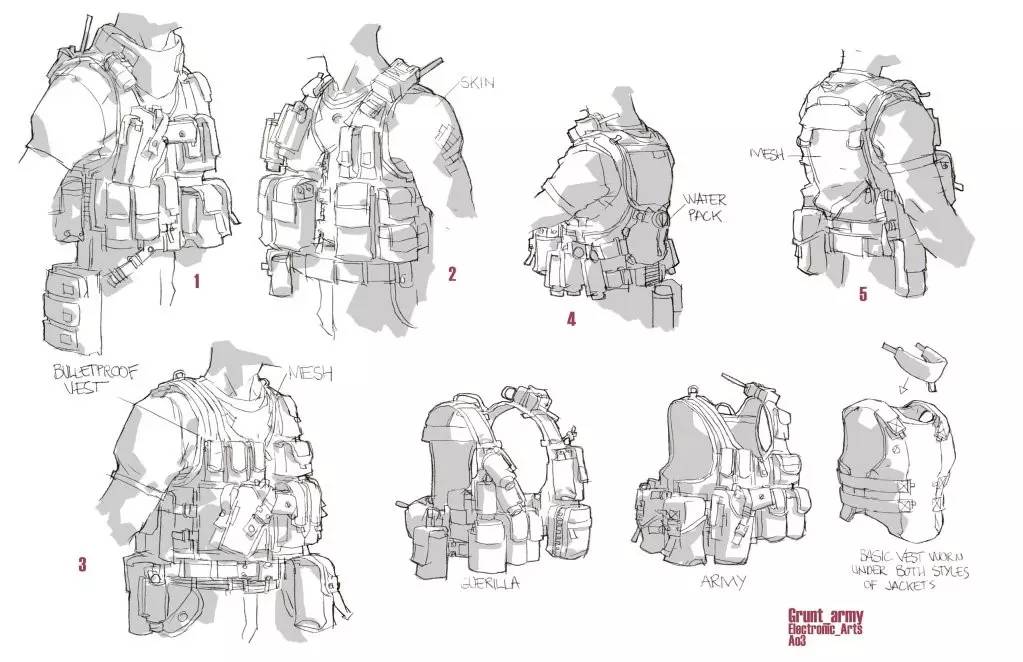 SKIN
1
2
MESH
WATER
PACK
4
5
BULLETPROOF
VEST
MESH
3
GUERILLA
ARMY
BASIC VEST WORN
UNDER BOTH STYLES
OF JACKETS
Grunt_army
Electronic_Arts
Ao3